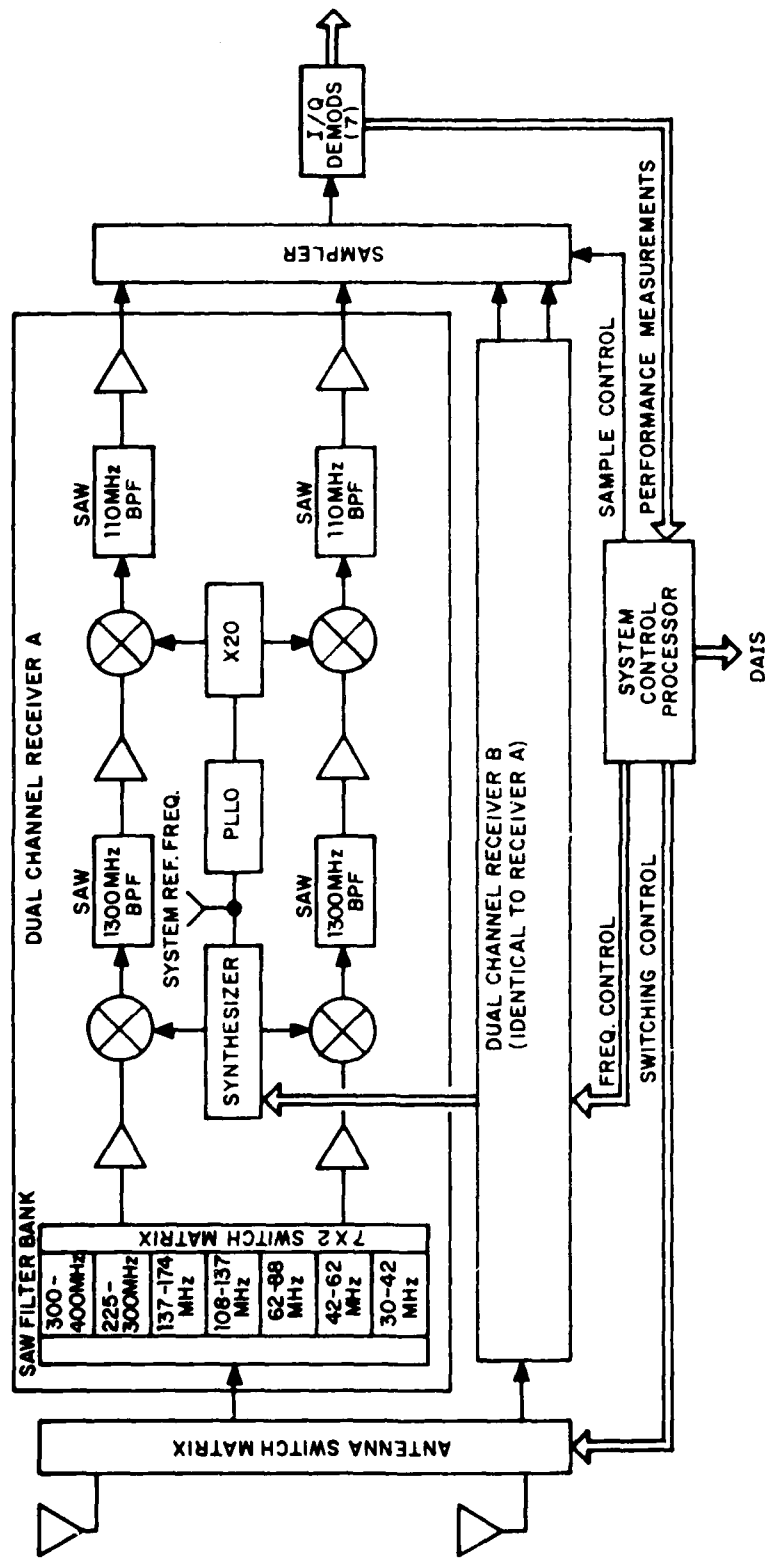 DUAL CHANNEL RECEIVER A
SAW FILTER BANK
300-
400MHz
225-
300MHz
137-174
MHz
108-137
MHz
62-88
MHz
42-62
MHz
30-42
MHz
7X2 SWITCH MATRIX
ANTENNA SWITCH MATRIX
SAW
1300MHz
BPF
SAW
110MHz
BPF
SYSTEM REF. FREQ.
SYNTHESIZER
PLLO
X20
SAW
1300MHz
BPF
SAW
110MHz
BPF
SAMPLER
I/Q
DEMODS
(7)
DUAL CHANNEL RECEIVER B
(IDENTICAL TO RECEIVER A)
FREQ. CONTROL
SWITCHING CONTROL
SAMPLE CONTROL
PERFORMANCE MEASUREMENTS
SYSTEM
CONTROL
PROCESSOR
DAIS